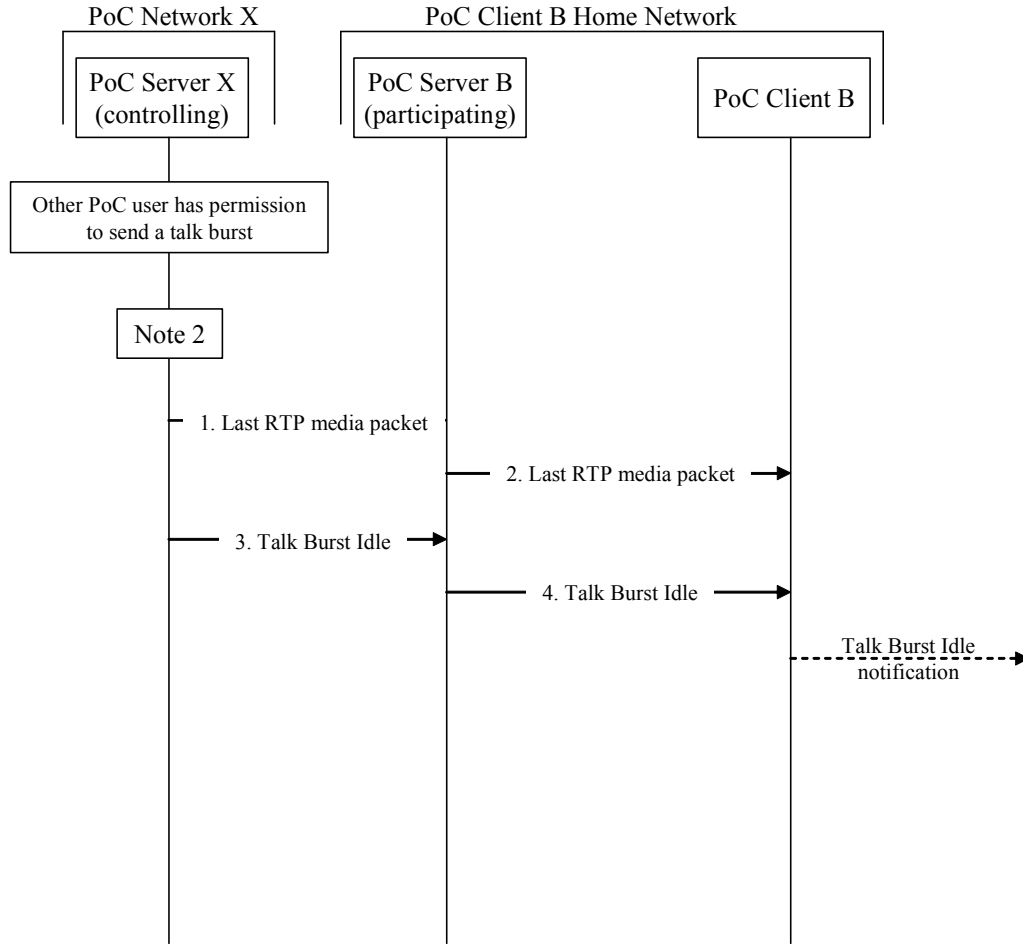 PoC Network X
PoC Client B Home Network
PoC Server X
(controlling)
PoC Server B
(participating)
PoC Client B
Other PoC user has permission
to send a talk burst
Note 2
1. Last RTP media packet
2. Last RTP media packet
3. Talk Burst Idle
4. Talk Burst Idle
Talk Burst Idle
notification